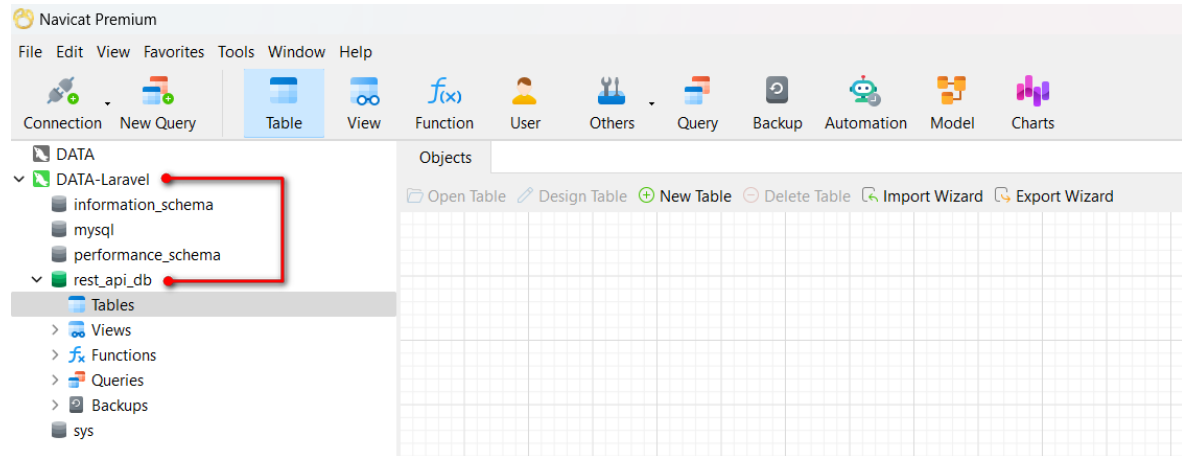 Navicat Premium
File Edit View Favorites Tools Window Help
Connection New Query Table View Function User Others Query Backup Automation Model Charts
DATA
DATA-Laravel
information_schema
mysql
performance_schema
rest_api_db
Tables
Views
Functions
Queries
Backups
sys
Objects
Open Table Design Table New Table Delete Table Import Wizard Export Wizard